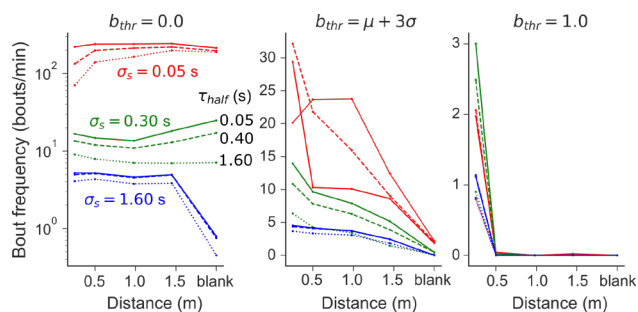 b_thr = 0.0
b_thr = μ + 3σ
b_thr = 1.0
Bout frequency (bouts/min)
10²
10¹
10⁰
σ_s = 0.05 s
σ_s = 0.30 s
σ_s = 1.60 s
τ_half (s)
0.05
0.40
1.60
0.5 1.0 1.5 blank
Distance (m)
30
25
20
15
10
5
0
0.5 1.0 1.5 blank
Distance (m)
3
2
1
0
0.5 1.0 1.5 blank
Distance (m)